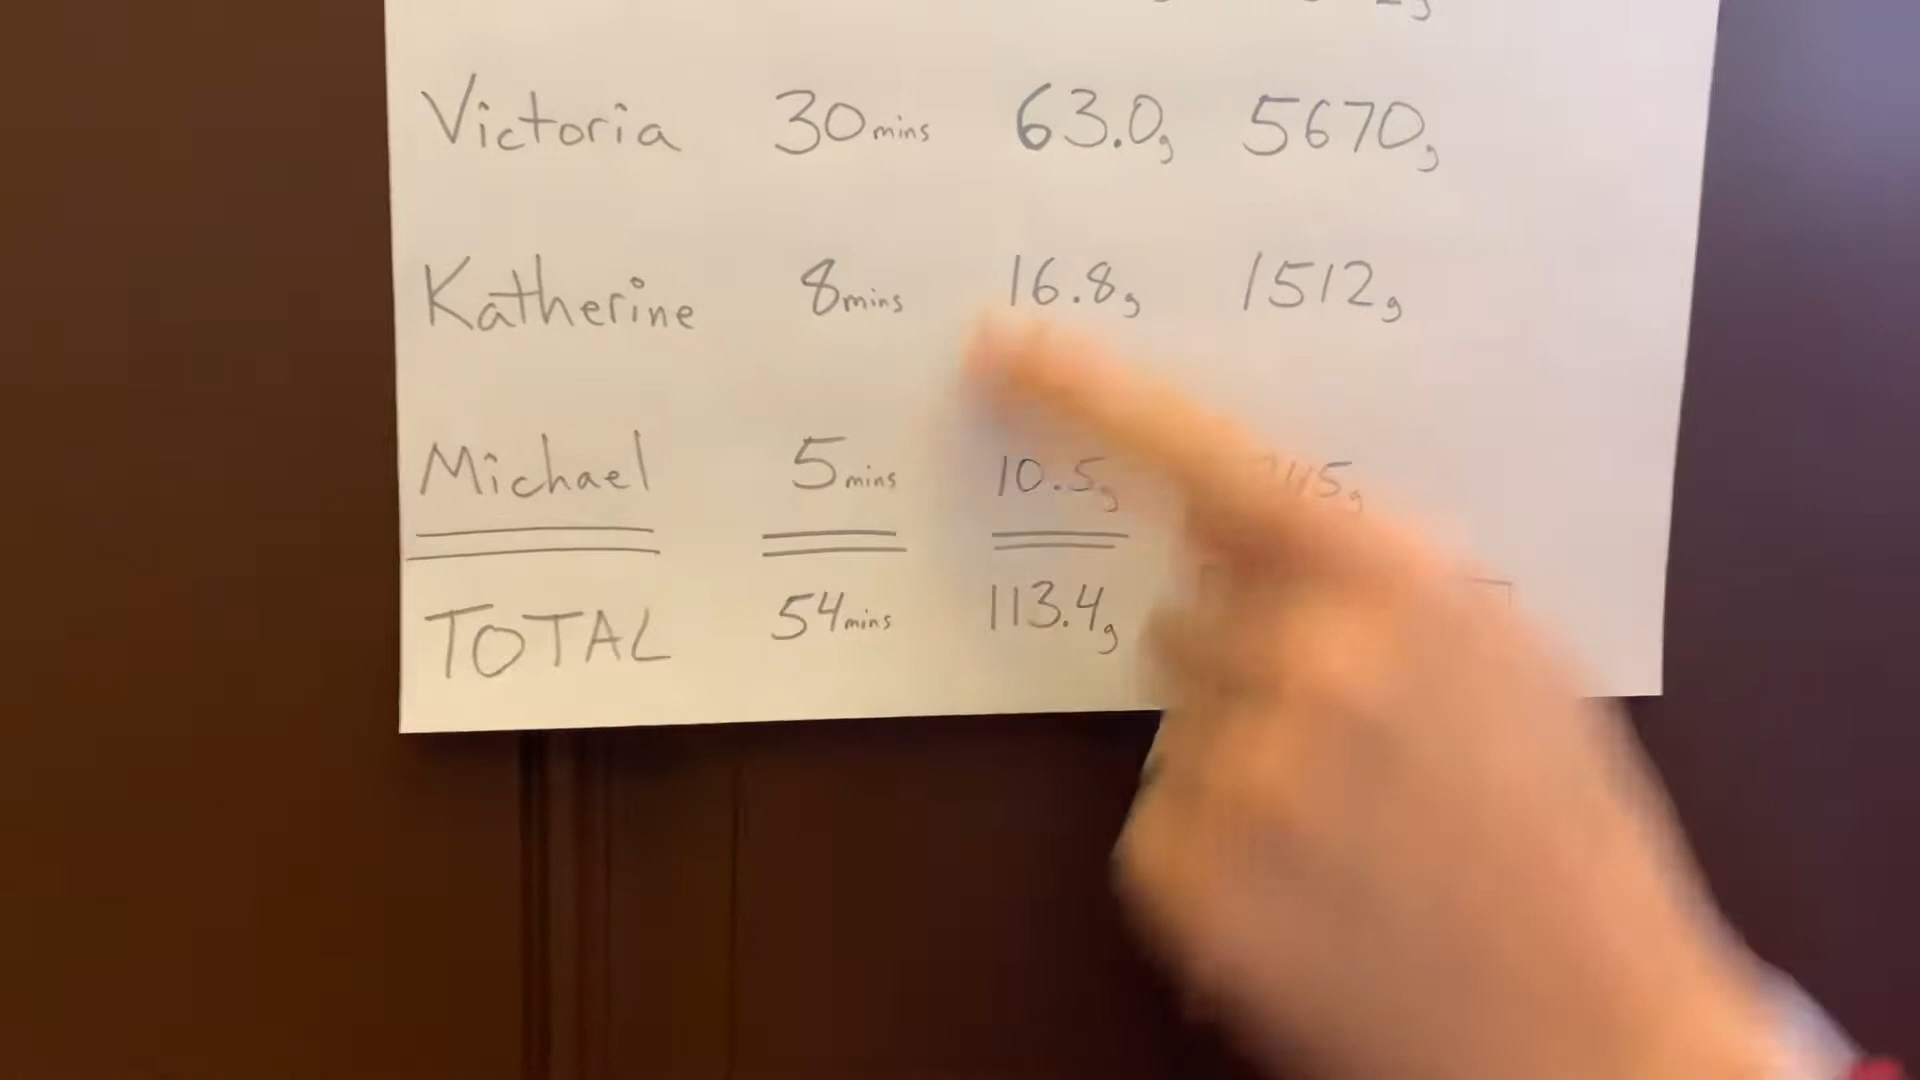 Victoria 30mins 63.0g 5670g
Katherine 8mins 16.8g 1512g
Michael 5mins 10.5g
TOTAL 54mins 113.4g